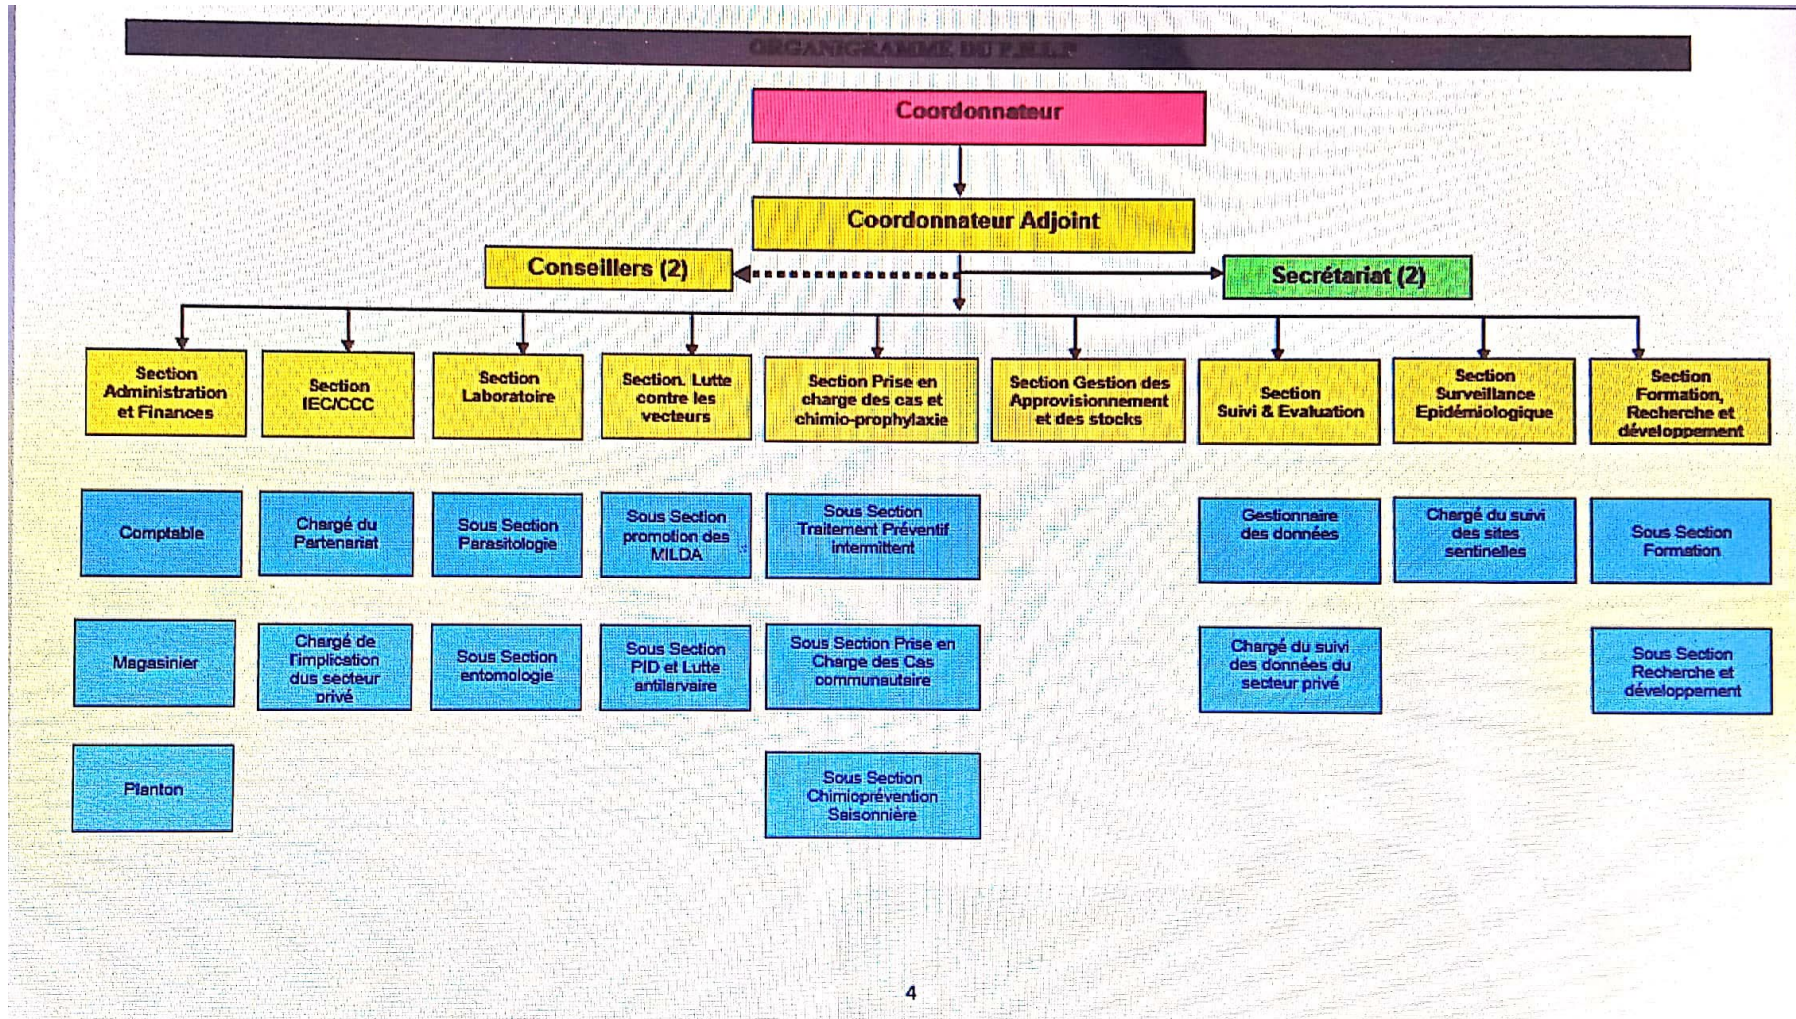 ORGANIGRAMME DU P.N.L.P
Coordonnateur
Coordonnateur Adjoint
Conseillers (2)
Secrétariat (2)
Section
Administration
et Finances
Section
IEC/CCC
Section
Laboratoire
Section. Lutte
contre les
vecteurs
Section Prise en
charge des cas et
chimio-prophylaxie
Section Gestion des
Approvisionnement
et des stocks
Section
Suivi & Evaluation
Section
Surveillance
Epidémiologique
Section
Formation,
Recherche et
développement
Comptable
Chargé du
Partenariat
Sous Section
Parasitologie
Sous Section
promotion des
MILDA
Sous Section
Traitement Préventif
intermittent
Gestionnaire
des données
Chargé du suivi
des sites
sentinelles
Sous Section
Formation
Magasinier
Chargé de
l'implication
dus secteur
privé
Sous Section
entomologie
Sous Section
PID et Lutte
antilarvaire
Sous Section Prise en
Charge des Cas
communautaire
Chargé du suivi
des données du
secteur privé
Sous Section
Recherche et
développement
Planton
Sous Section
Chimioprévention
Saisonnière
4